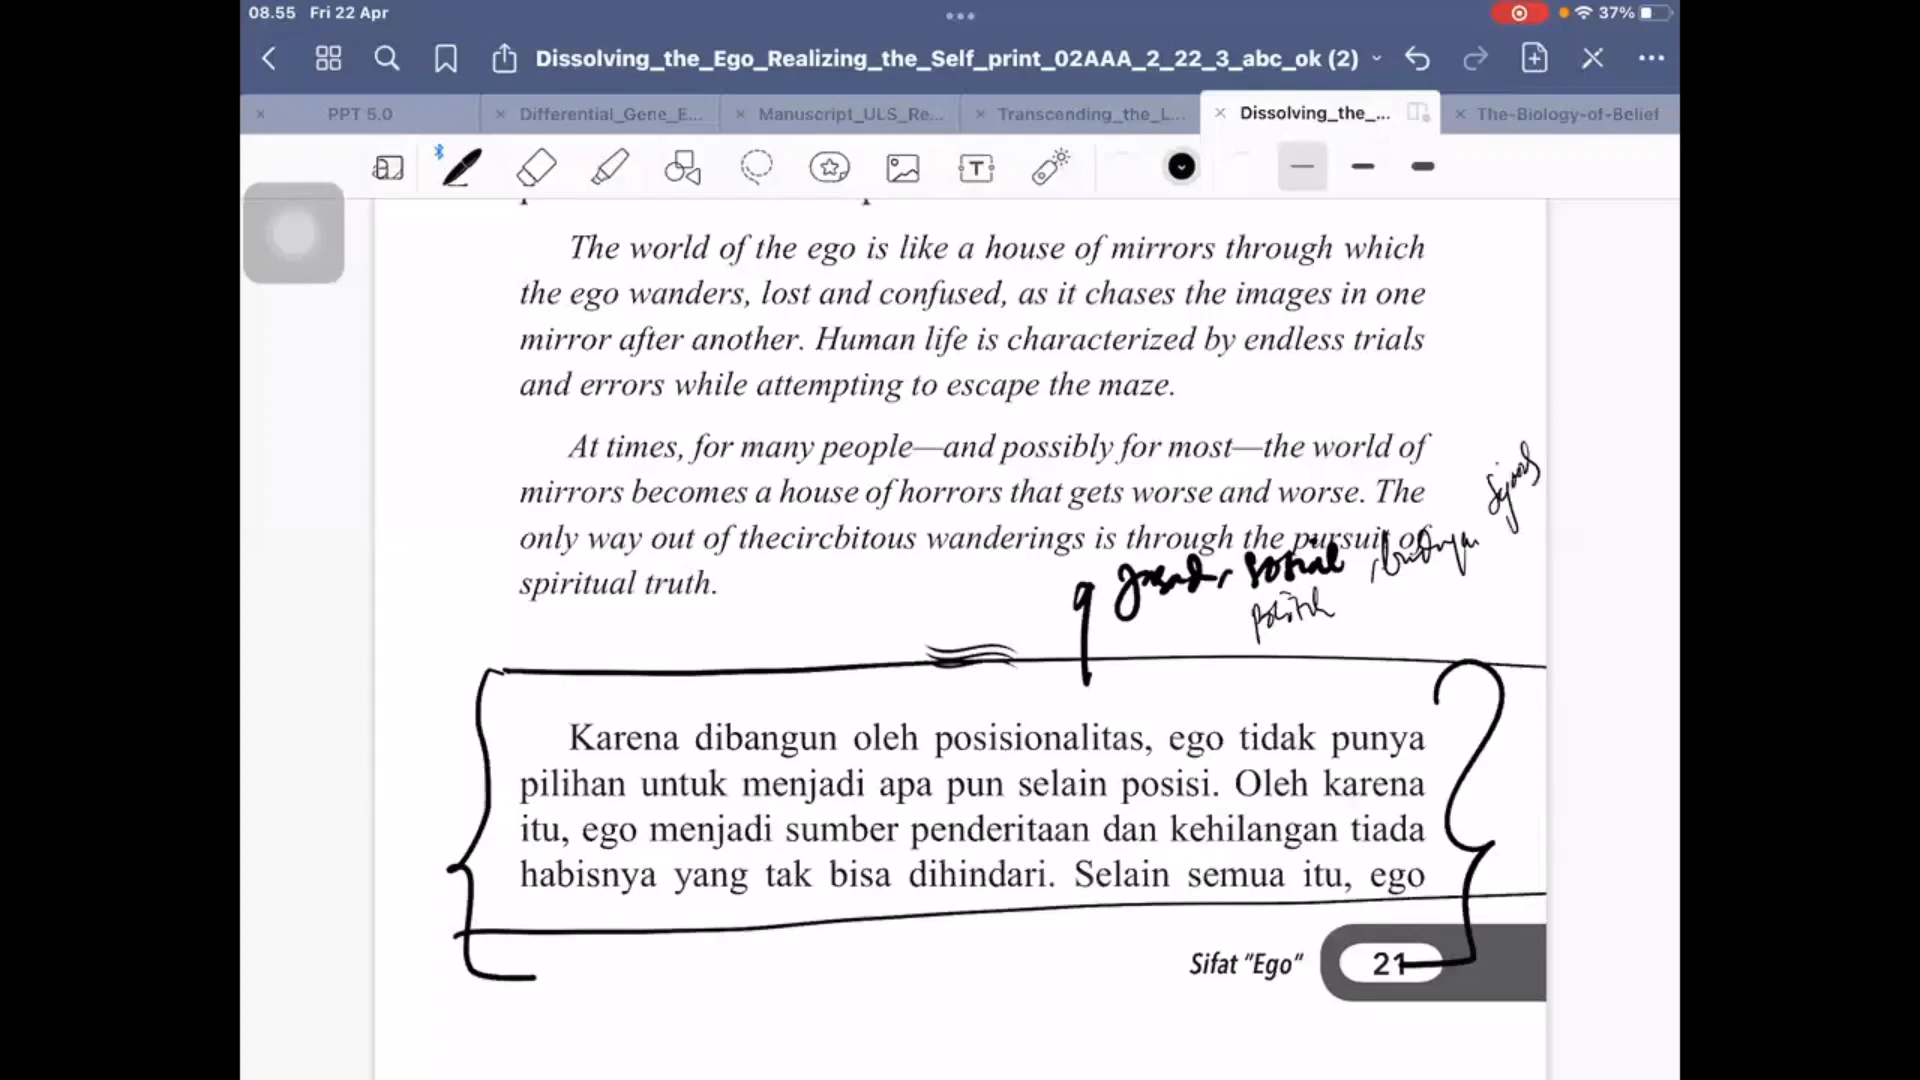 08.55 Fri 22 Apr
37%
Dissolving_the_Ego_Realizing_the_Self_print_02AAA_2_22_3_abc_ok (2)
PPT 5.0
Differential_Gene_E...
Manuscript_ULS_Re...
Transcending_the_L...
Dissolving_the_...
The-Biology-of-Belief
The world of the ego is like a house of mirrors through which
the ego wanders, lost and confused, as it chases the images in one
mirror after another. Human life is characterized by endless trials
and errors while attempting to escape the maze.
At times, for many people—and possibly for most—the world of
mirrors becomes a house of horrors that gets worse and worse. The
only way out of thecircbitous wanderings is through the pursuit of
spiritual truth.
sosial
politik
Karena dibangun oleh posisionalitas, ego tidak punya
pilihan untuk menjadi apa pun selain posisi. Oleh karena
itu, ego menjadi sumber penderitaan dan kehilangan tiada
habisnya yang tak bisa dihindari. Selain semua itu, ego
Sifat "Ego" 21